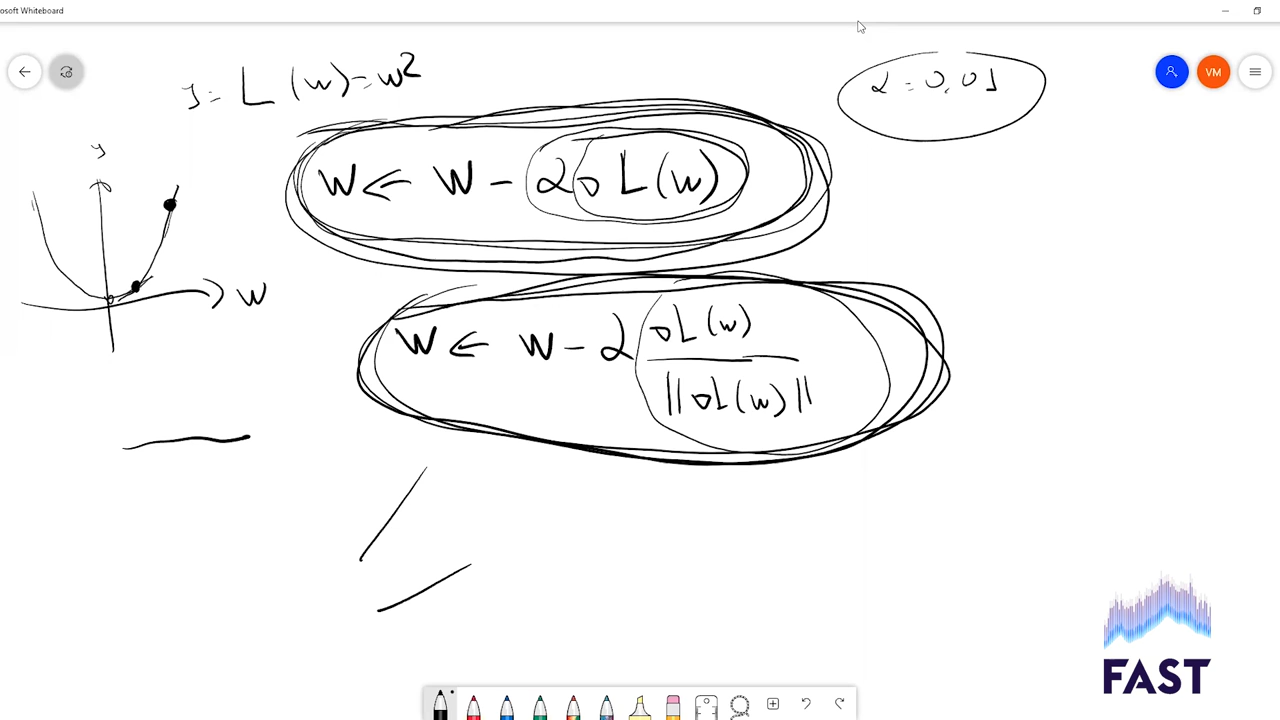 osoft Whiteboard
y = L(w) = w²
α = 0.01
VM
y
w ← w - α∇L(w)
w
w ← w - α ∇L(w) / ||∇L(w)||
FAST